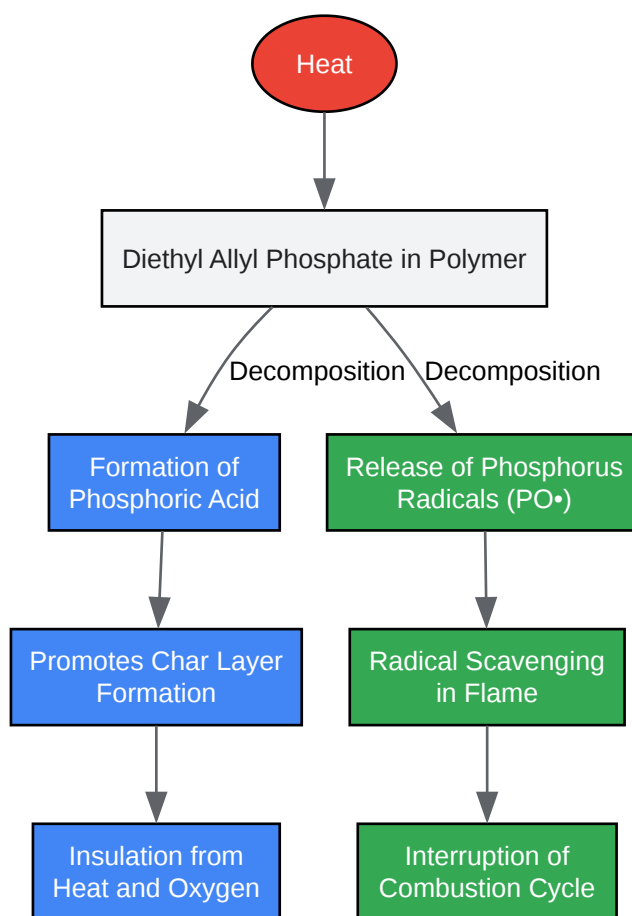 Heat
Diethyl Allyl Phosphate in Polymer
Decomposition
Decomposition
Formation of
Phosphoric Acid
Release of Phosphorus
Radicals (PO•)
Promotes Char Layer
Formation
Radical Scavenging
in Flame
Insulation from
Heat and Oxygen
Interruption of
Combustion Cycle